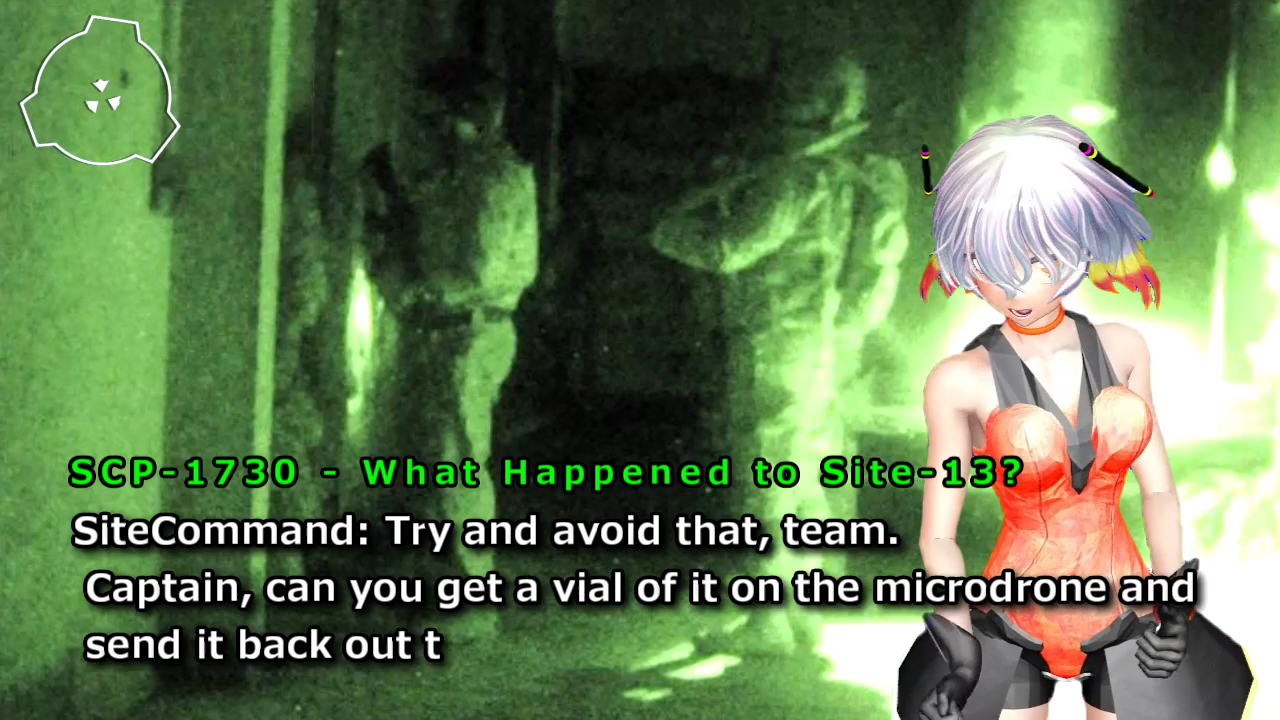 SCP-1730 - What Happened to Site-13?
SiteCommand: Try and avoid that, team.
Captain, can you get a vial of it on the microdrone and
send it back out t